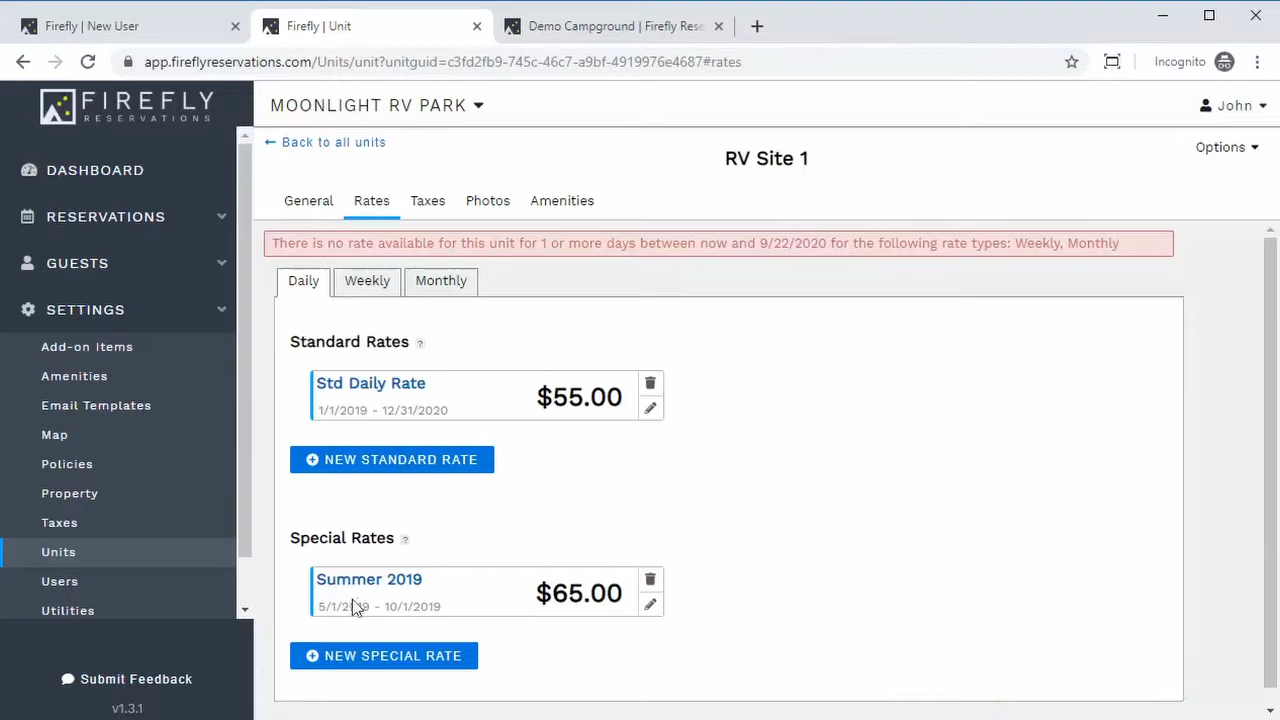 Firefly | New User
Firefly | Unit
Demo Campground | Firefly Rese
app.fireflyreservations.com/Units/unit?unitguid=c3fd2fb9-745c-46c7-a9bf-4919976e4687#rates
Incognito
FIREFLY
RESERVATIONS
MOONLIGHT RV PARK
John
← Back to all units
RV Site 1
Options
DASHBOARD
RESERVATIONS
GUESTS
SETTINGS
Add-on Items
Amenities
Email Templates
Map
Policies
Property
Taxes
Units
Users
Utilities
Submit Feedback
v1.3.1
General Rates Taxes Photos Amenities
There is no rate available for this unit for 1 or more days between now and 9/22/2020 for the following rate types: Weekly, Monthly
Daily Weekly Monthly
Standard Rates ?
Std Daily Rate
$55.00
1/1/2019 - 12/31/2020
NEW STANDARD RATE
Special Rates ?
Summer 2019
$65.00
5/1/2019 - 10/1/2019
NEW SPECIAL RATE